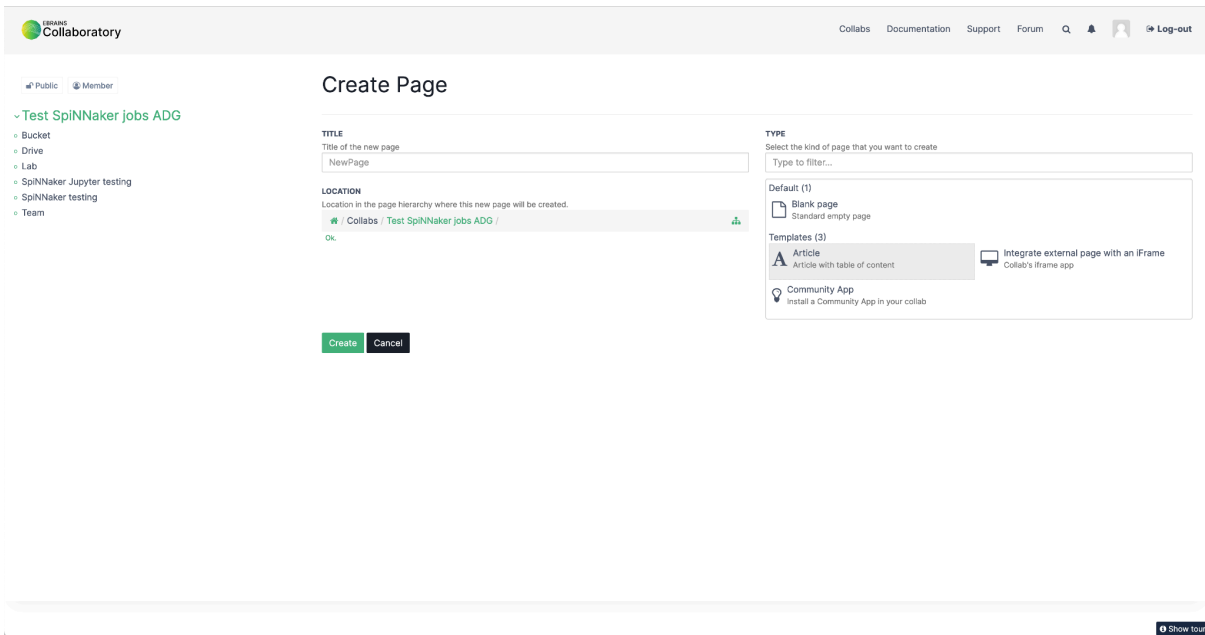 EBRAINS
Collaboratory
Collabs Documentation Support Forum Log-out
Public Member
Test SpiNNaker jobs ADG
Bucket
Drive
Lab
SpiNNaker Jupyter testing
SpiNNaker testing
Team
Create Page
TITLE
Title of the new page
NewPage
LOCATION
Location in the page hierarchy where this new page will be created.
/ Collabs / Test SpiNNaker jobs ADG /
Ok.
TYPE
Select the kind of page that you want to create
Type to filter...
Default (1)
Blank page
Standard empty page
Templates (3)
Article
Article with table of content
Integrate external page with an iFrame
Collab's iframe app
Community App
Install a Community App in your collab
Create Cancel
Show tour